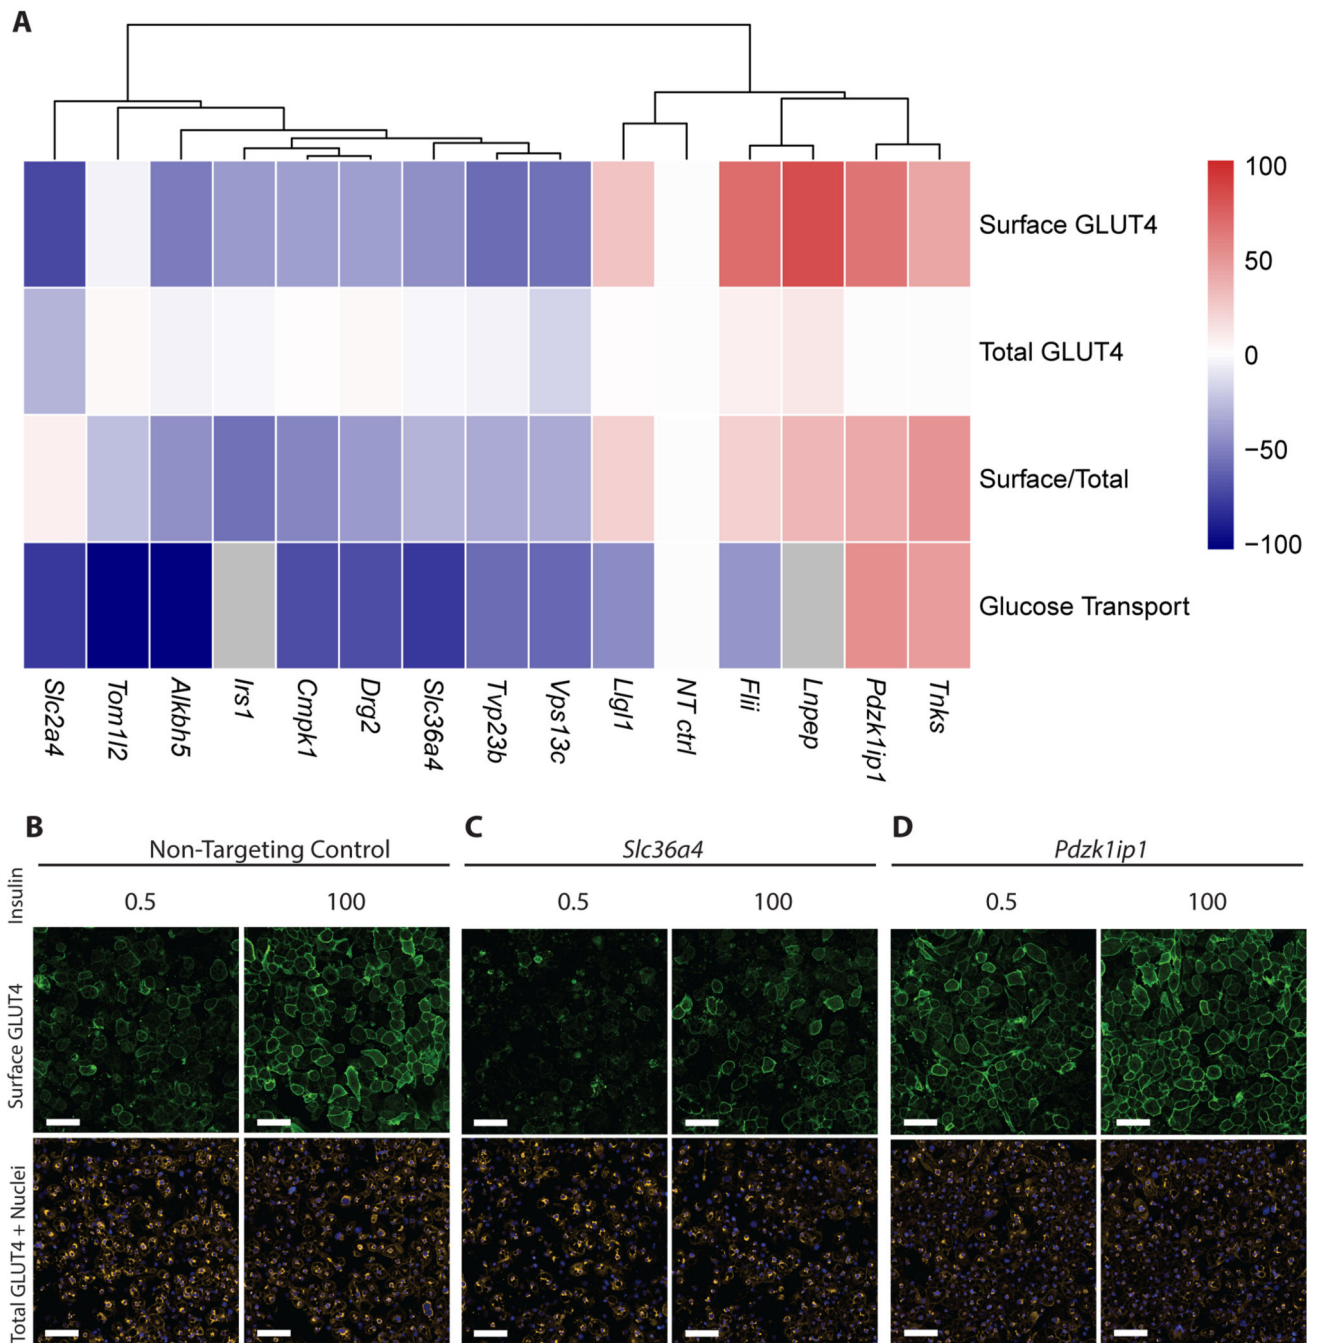 A
100
50
0
−50
−100
Surface GLUT4
Total GLUT4
Surface/Total
Glucose Transport
Slc2a4
Tom1l2
Alkbh5
Irs1
Cmpk1
Drg2
Slc36a4
Tvp23b
Vps13c
Llgl1
NT ctrl
Flii
Lnpep
Pdzk1ip1
Tnks
B
Non-Targeting Control
C
Slc36a4
D
Pdzk1ip1
Insulin
0.5
100
0.5
100
0.5
100
Surface GLUT4
Total GLUT4 + Nuclei